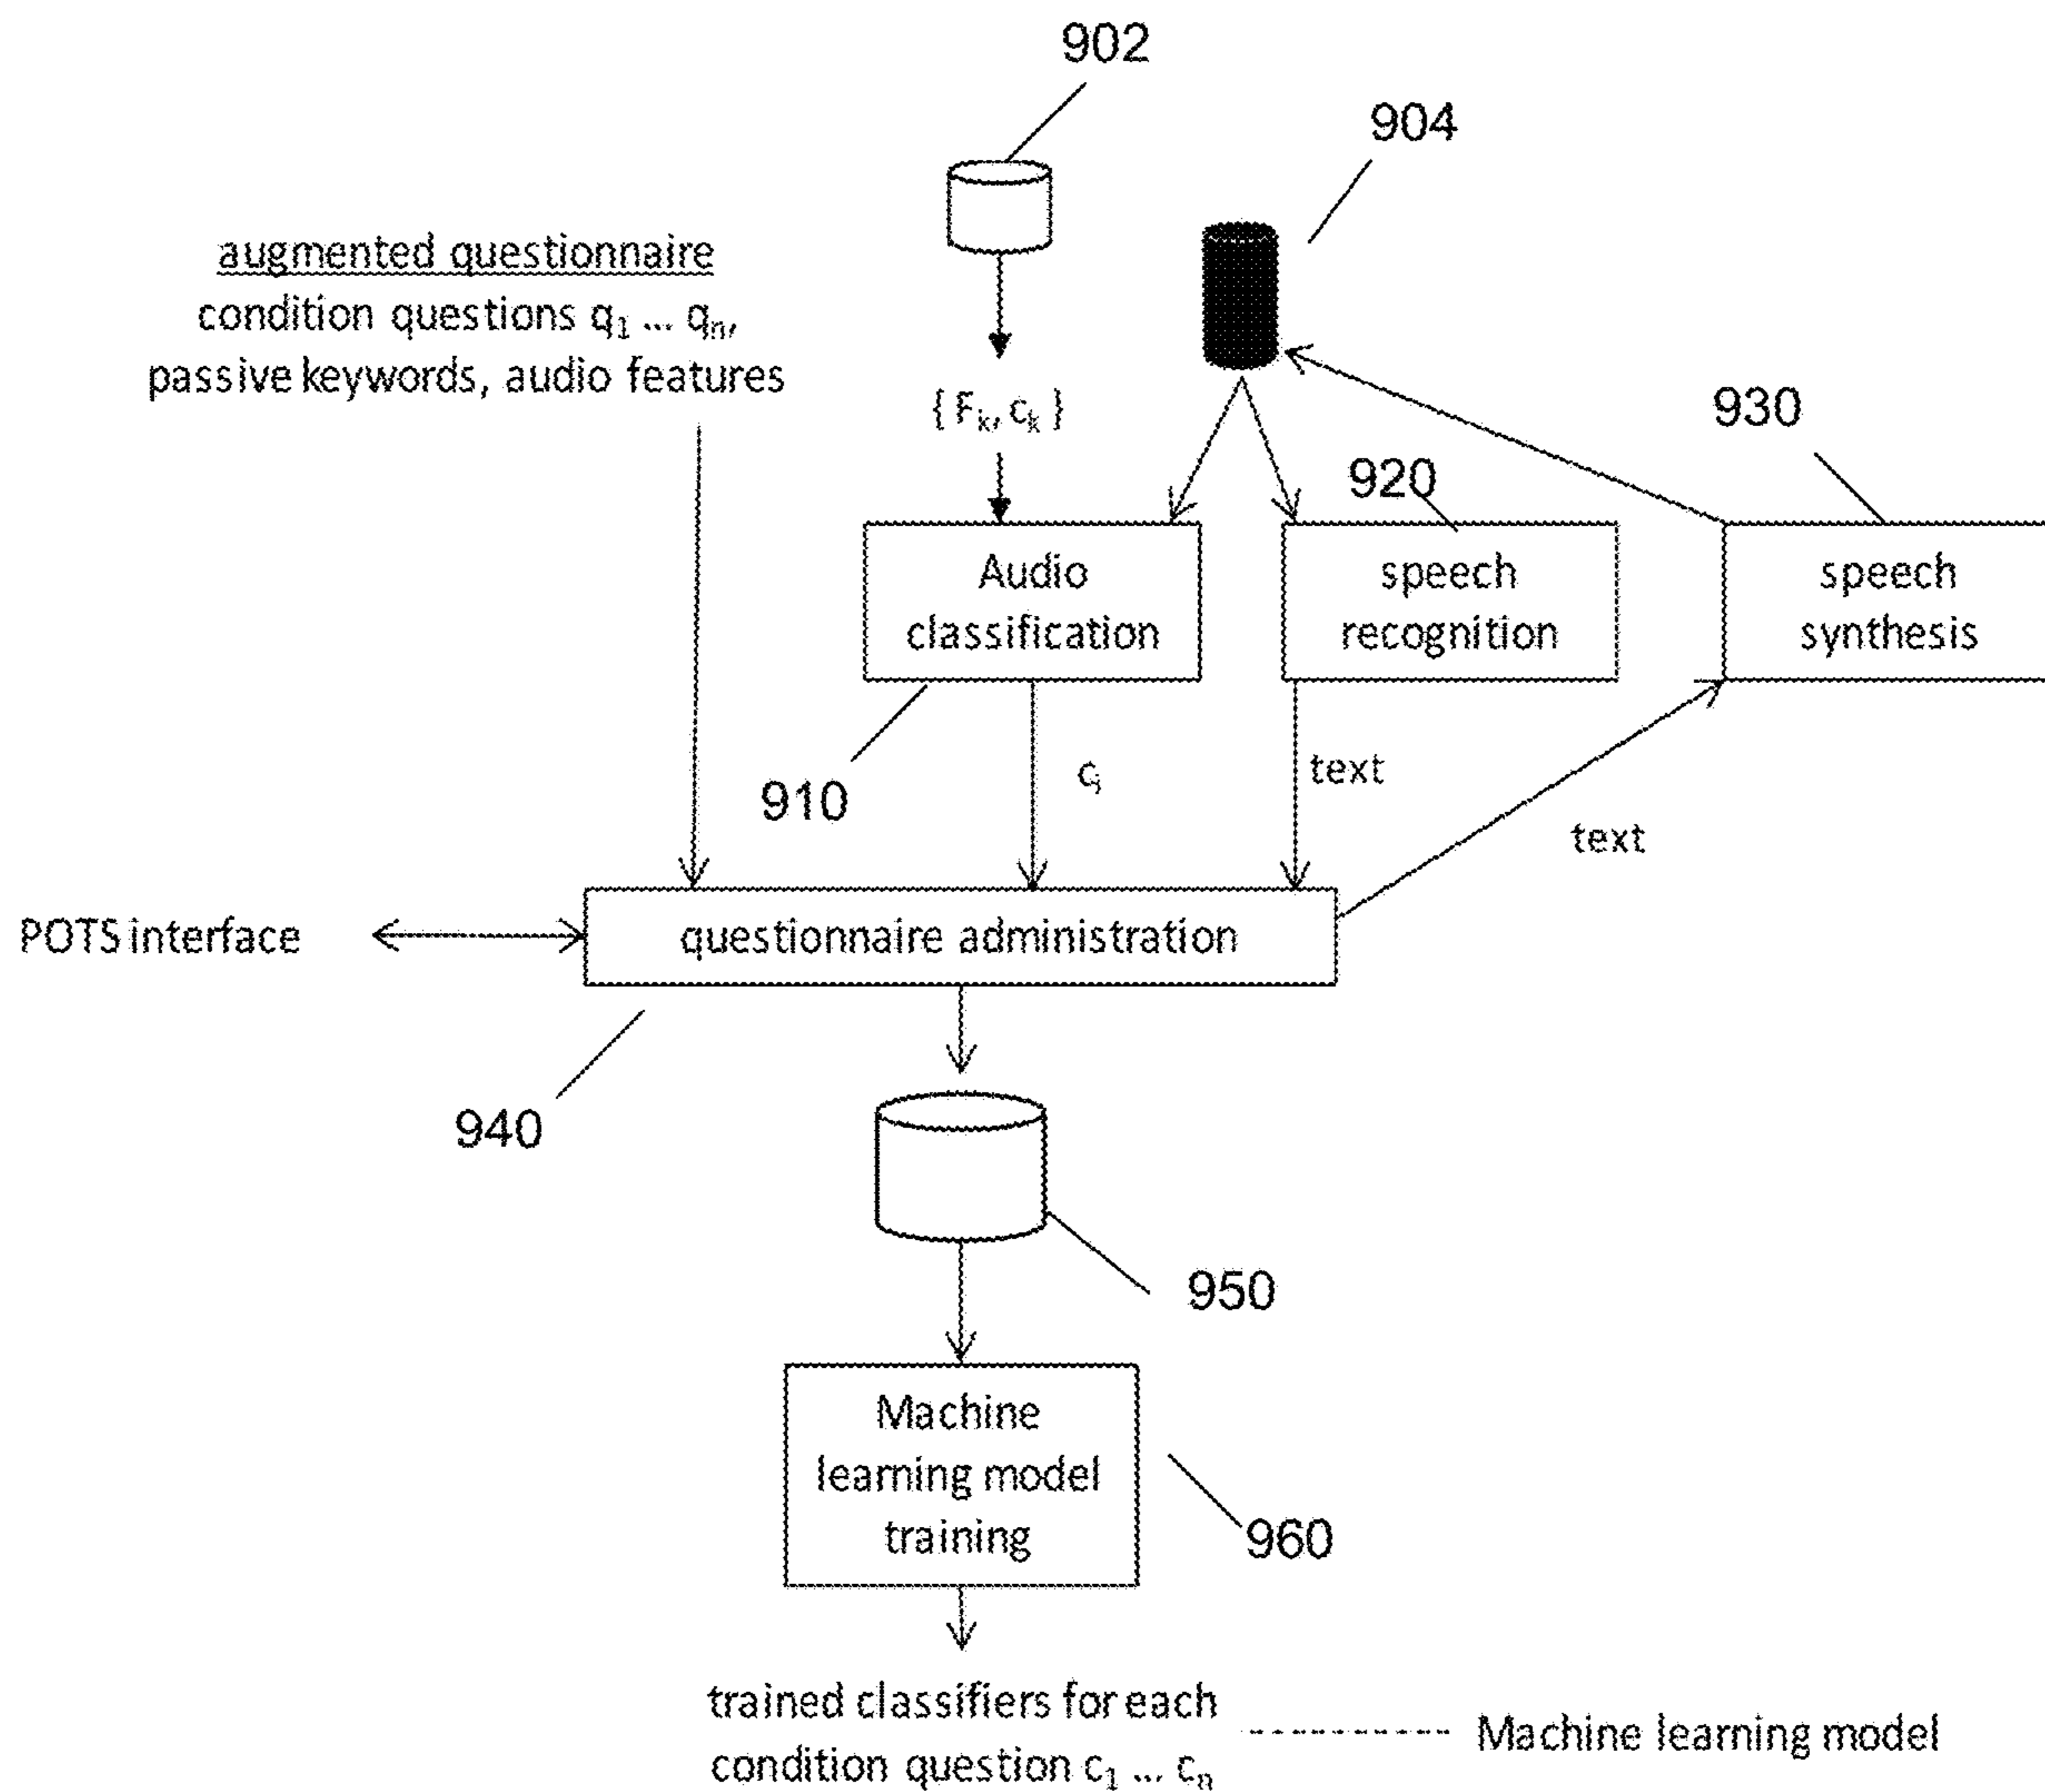 902
904
augmented questionnaire
condition questions q₁ ... qₙ,
passive keywords, audio features
{ Fₖ, cₖ }
930
920
Audio
classification
speech
recognition
speech
synthesis
910
cⱼ
text
text
POTS interface
questionnaire administration
940
950
Machine
learning model
training
960
trained classifiers for each
condition question c₁ ... cₙ
Machine learning model